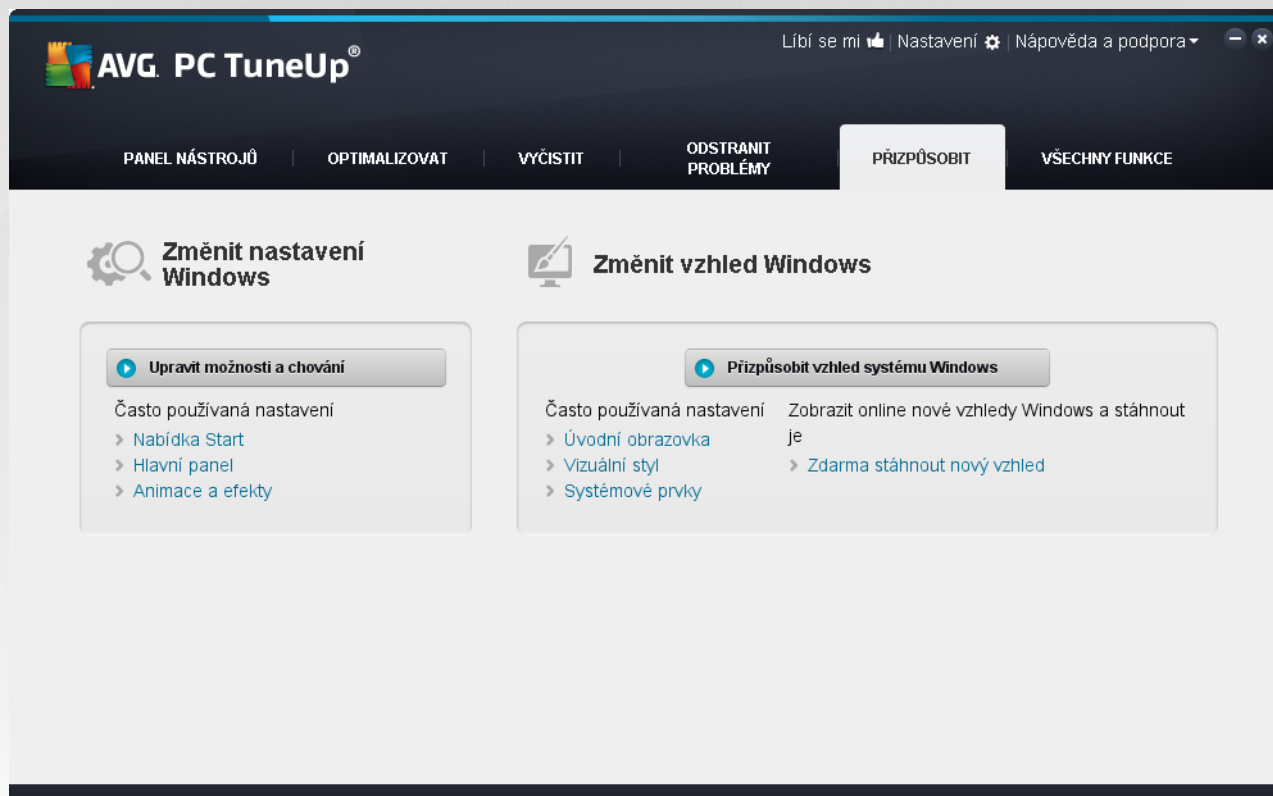 AVG. PC TuneUp®
Líbí se mi | Nastavení | Nápověda a podpora
PANEL NÁSTROJŮ
OPTIMALIZOVAT
VYČISTIT
ODSTRANIT
PROBLÉMY
PŘIZPŮSOBIT
VŠECHNY FUNKCE
Změnit nastavení
Windows
Upravit možnosti a chování
Často používaná nastavení
Nabídka Start
Hlavní panel
Animace a efekty
Změnit vzhled Windows
Přizpůsobit vzhled systému Windows
Často používaná nastavení
Úvodní obrazovka
Vizuální styl
Systémové prvky
Zobrazit online nové vzhledy Windows a stáhnout
je
Zdarma stáhnout nový vzhled